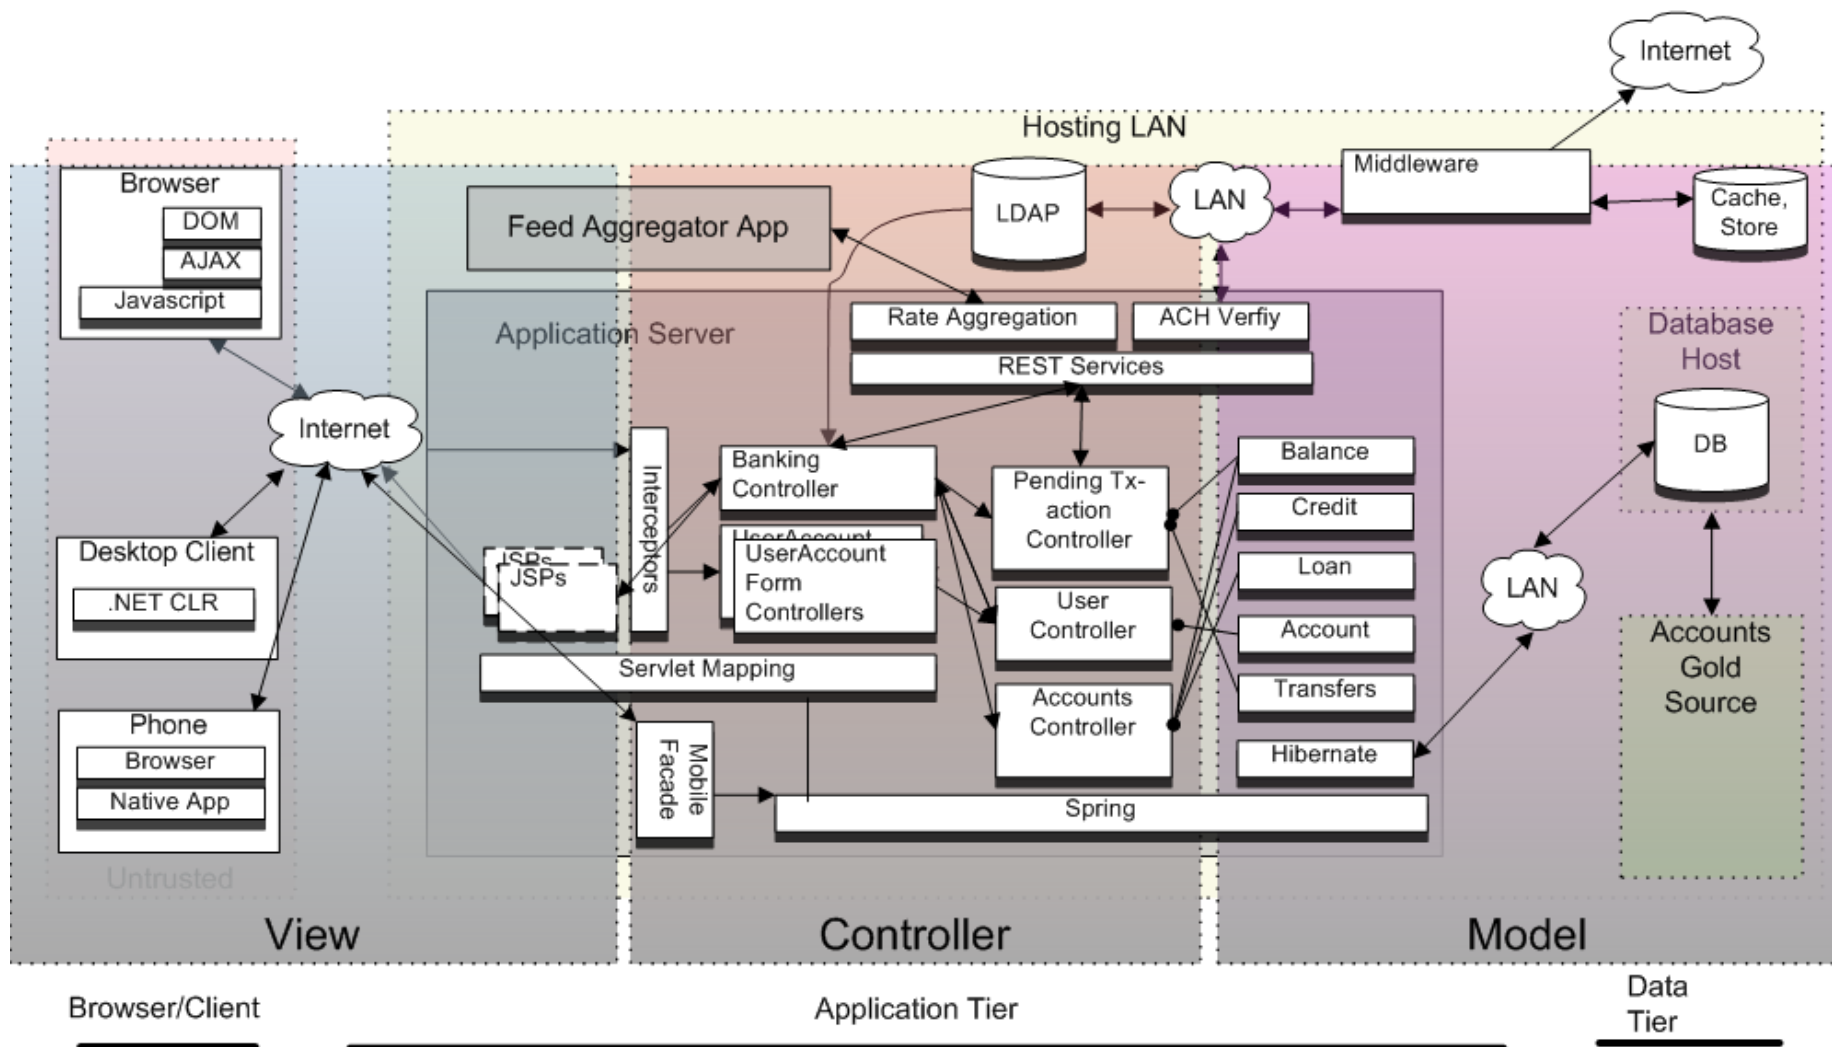 Internet
Hosting LAN
Browser
DOM
AJAX
Javascript
Feed Aggregator App
LDAP
LAN
Middleware
Cache,
Store
Application Server
Rate Aggregation
ACH Verfiy
REST Services
Database
Host
DB
Internet
Interceptors
Banking
Controller
UserAccount
UserAccount
Form
Controllers
JSPs
JSPs
Pending Tx-
action
Controller
User
Controller
Accounts
Controller
Balance
Credit
Loan
Account
Transfers
Hibernate
LAN
Accounts
Gold
Source
Desktop Client
.NET CLR
Servlet Mapping
Phone
Browser
Native App
Mobile
Facade
Spring
Untrusted
View
Controller
Model
Browser/Client
Application Tier
Data
Tier